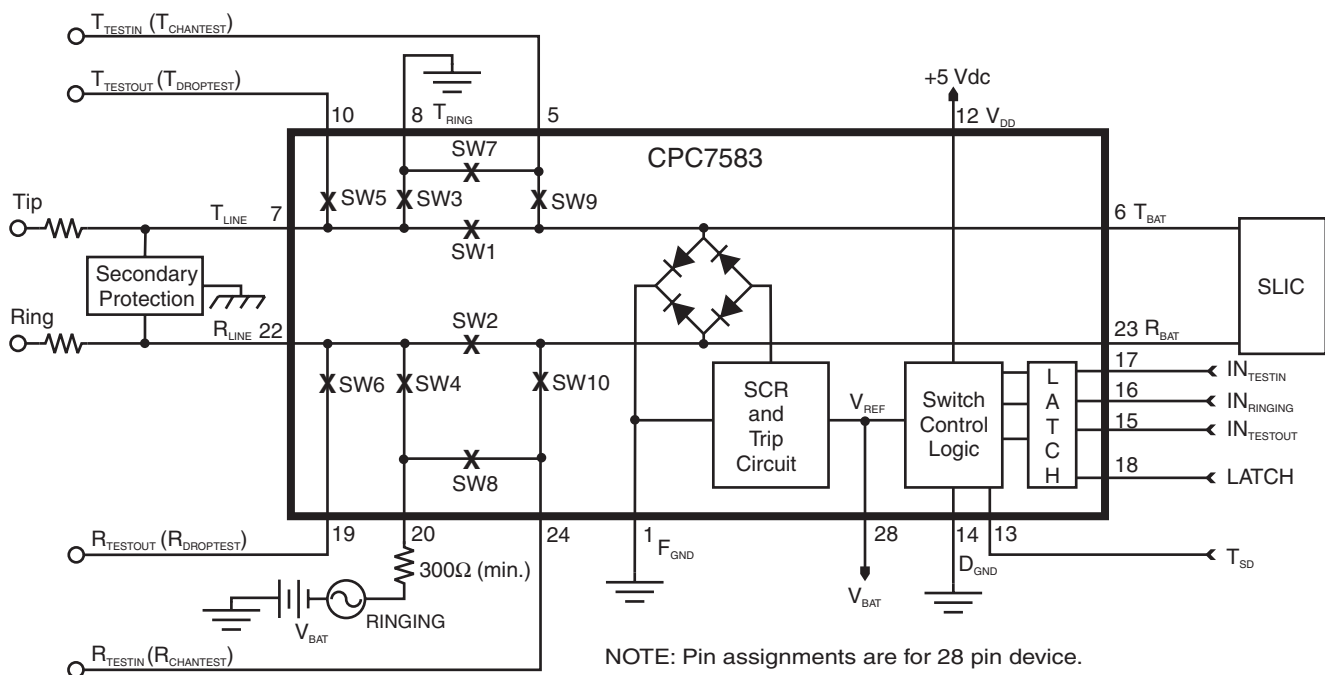 T_TESTIN (T_CHANTEST)
T_TESTOUT (T_DROPTEST)
+5 Vdc
10
8
T_RING
5
12 V_DD
SW7
CPC7583
SW5
SW3
SW9
Tip
T_LINE
7
6 T_BAT
SW1
Secondary
Protection
SLIC
Ring
R_LINE 22
SW2
23 R_BAT
SW6
SW4
SW10
SCR
and
Trip
Circuit
V_REF
Switch
Control
Logic
L
A
T
C
H
17
IN_TESTIN
16
IN_RINGING
15
IN_TESTOUT
18
LATCH
SW8
19
20
24
1
F_GND
28
14
13
R_TESTOUT (R_DROPTEST)
300Ω (min.)
D_GND
T_SD
V_BAT
RINGING
V_BAT
R_TESTIN (R_CHANTEST)
NOTE: Pin assignments are for 28 pin device.